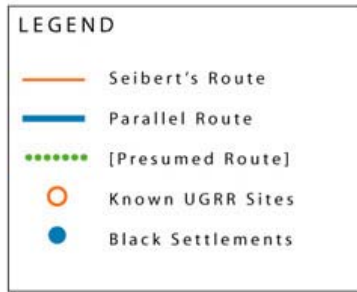 LEGEND
Seibert's Route
Parallel Route
[Presumed Route]
Known UGRR Sites
Black Settlements